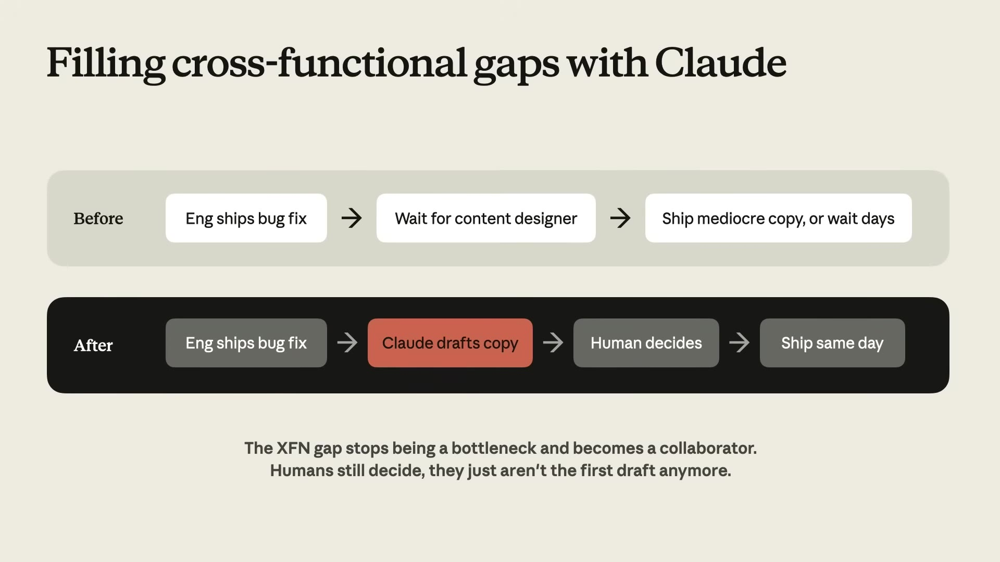 Filling cross-functional gaps with Claude
Before
Eng ships bug fix
Wait for content designer
Ship mediocre copy, or wait days
After
Eng ships bug fix
Claude drafts copy
Human decides
Ship same day
The XFN gap stops being a bottleneck and becomes a collaborator.
Humans still decide, they just aren't the first draft anymore.